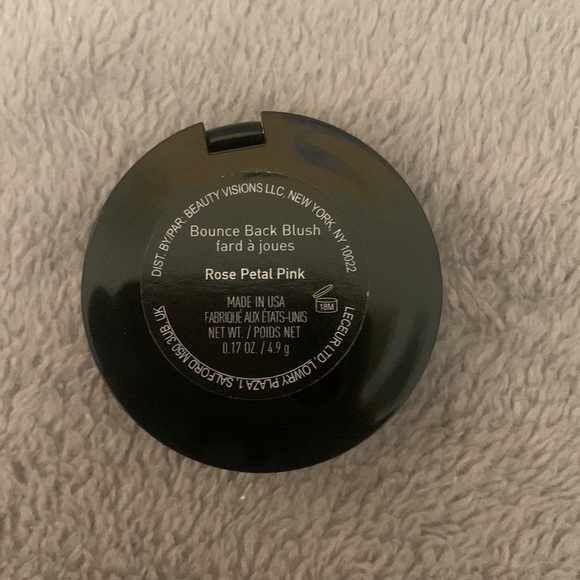 DIST. BY/PAR: BEAUTY VISIONS LLC, NEW YORK, NY 10022
Bounce Back Blush
fard à joues
Rose Petal Pink
MADE IN USA
FABRIQUÉ AUX ÉTATS-UNIS
NET WT. / POIDS NET
0.17 OZ. / 4.9 g
18M
LECEUR LTD, LOWRY PLAZA 1, SALFORD M50 3UB, UK